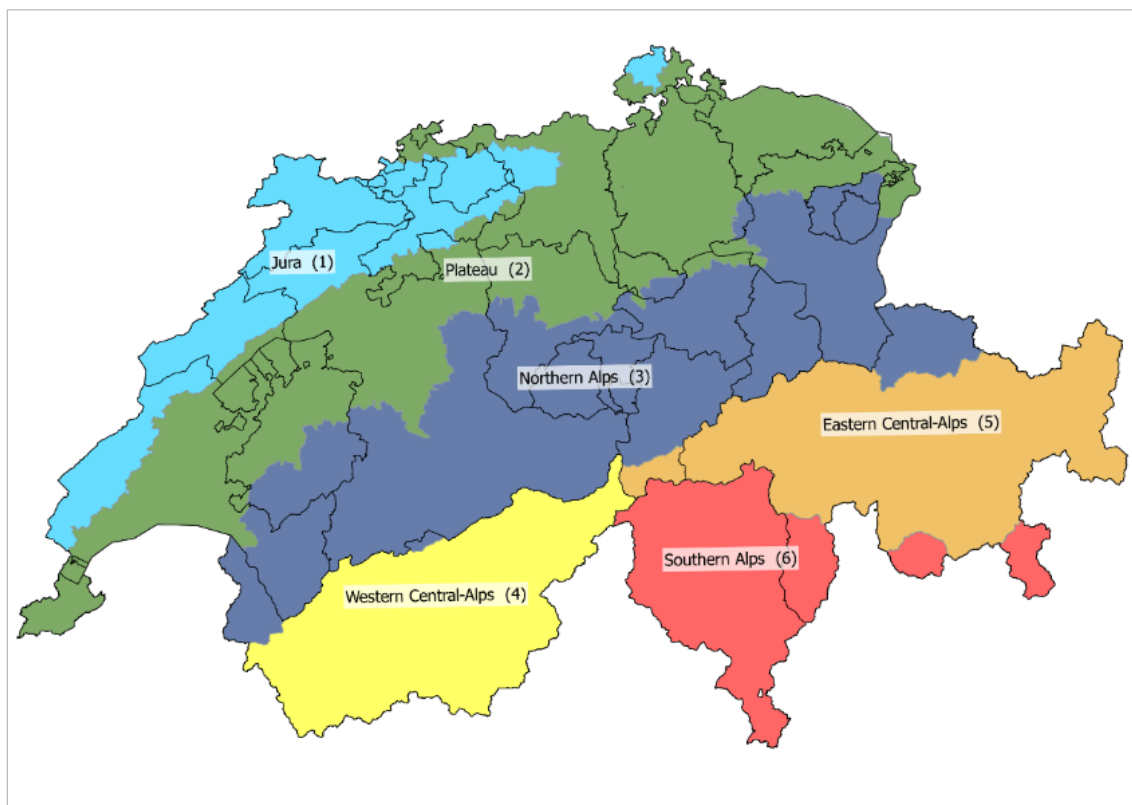 Jura (1)
Plateau (2)
Northern Alps (3)
Eastern Central-Alps (5)
Southern Alps (6)
Western Central-Alps (4)